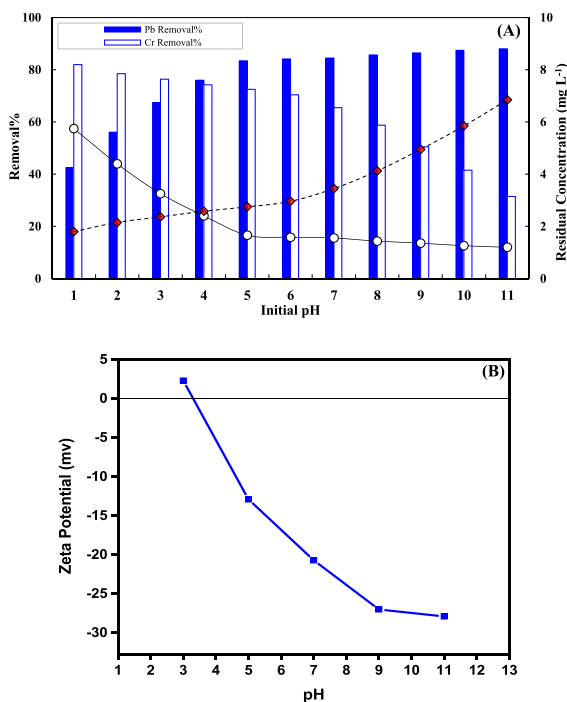 (A)
Pb Removal%
Cr Removal%
Removal%
100
80
60
40
20
0
10
8
6
4
2
0
Residual Concentration (mg L-1)
1 2 3 4 5 6 7 8 9 10 11
Initial pH
(B)
Zeta Potential (mv)
5
0
-5
-10
-15
-20
-25
-30
1 2 3 4 5 6 7 8 9 10 11 12 13
pH